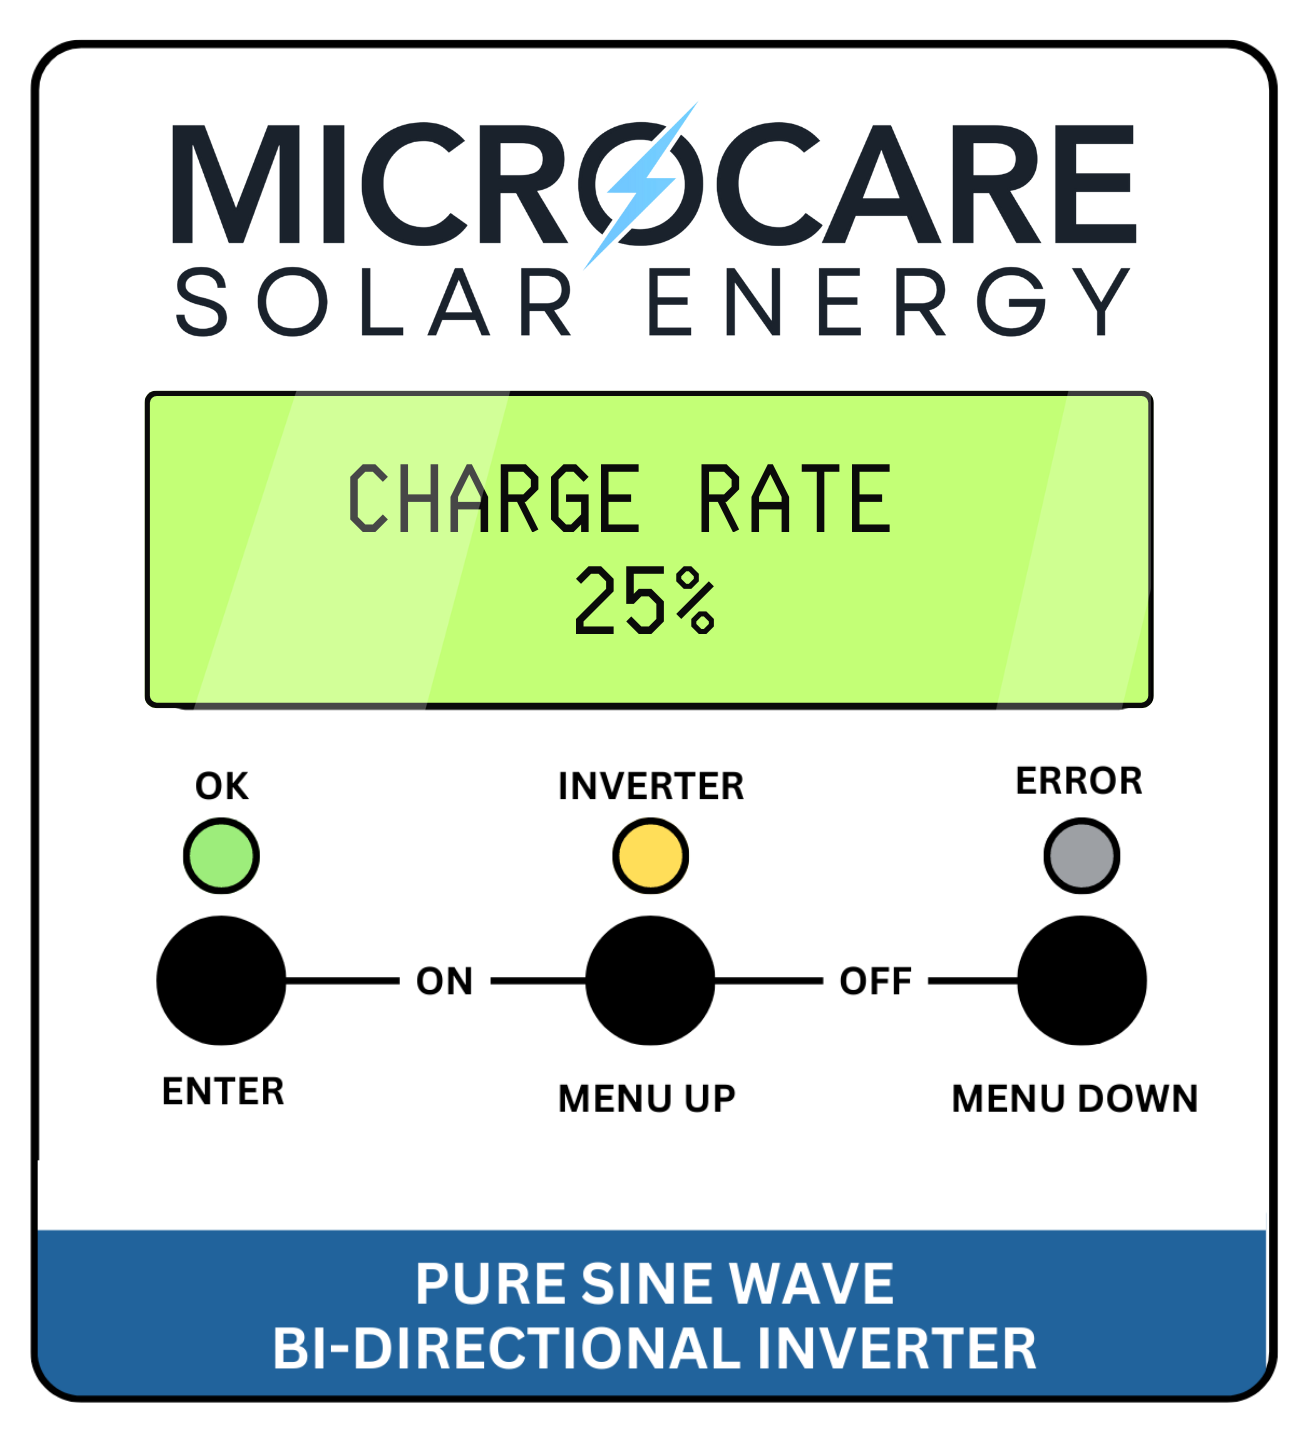 MICROCARE
SOLAR ENERGY
CHARGE RATE
25%
OK INVERTER ERROR
ON OFF
ENTER MENU UP MENU DOWN
PURE SINE WAVE
BI-DIRECTIONAL INVERTER